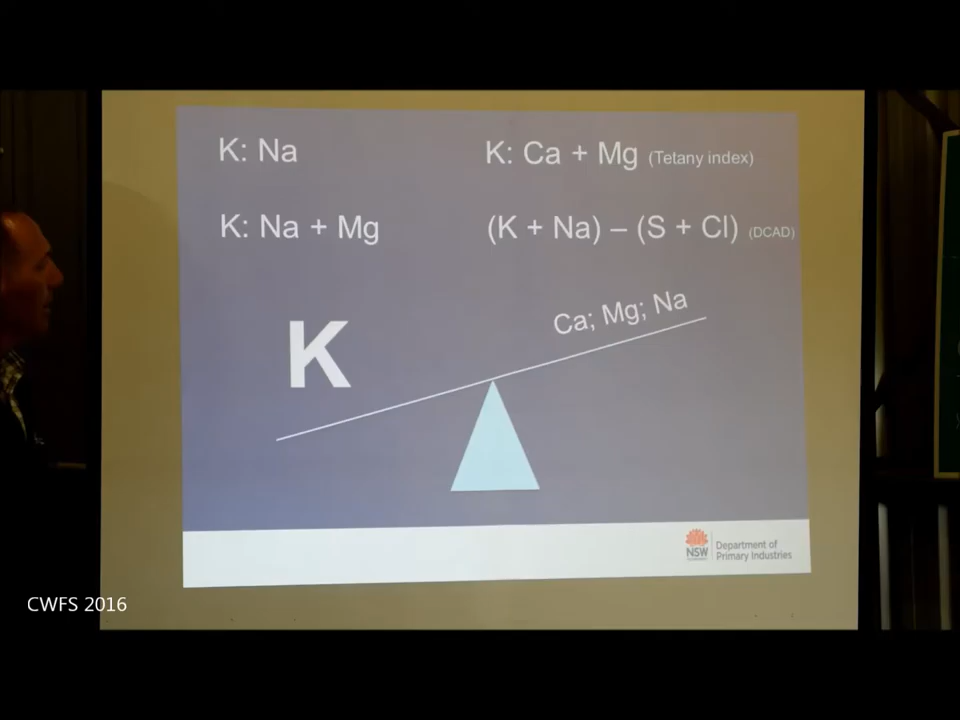 K: Na
K: Ca + Mg (Tetany index)
K: Na + Mg
(K + Na) – (S + Cl) (DCAD)
K
Ca; Mg; Na
NSW
Department of
Primary Industries
CWFS 2016